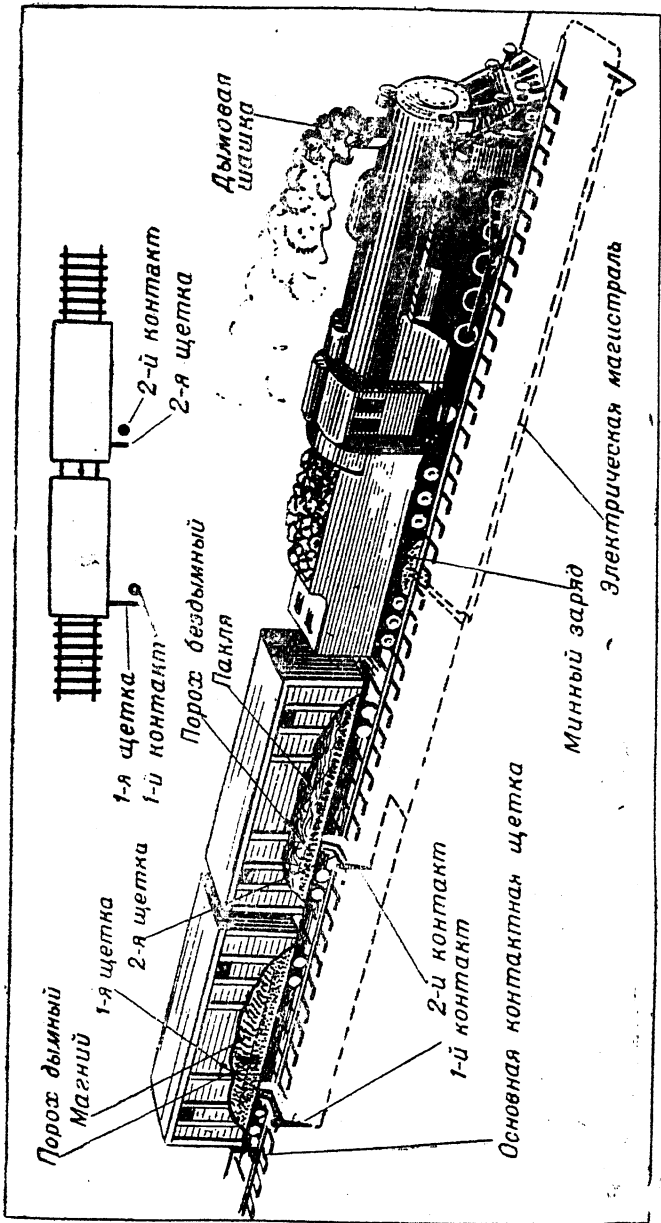 Дымовая
шашка
2-й контакт
2-я щетка
1-я щетка
1-й контакт
Порох бездымный
Пакля
1-я щетка
2-я щетка
Порох дымный
Магний
Электрическая магистраль
Минный заряд
2-й контакт
1-й контакт
Основная контактная щетка